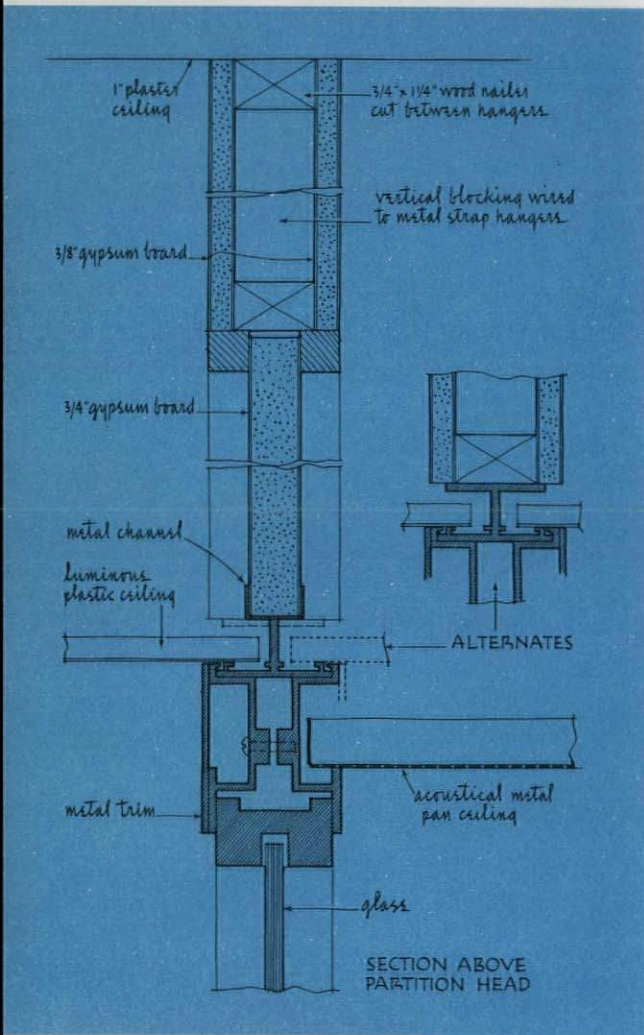 1" plaster
ceiling
3/4" x 1 1/4" wood nailer
cut between hangers
vertical blocking wired
to metal strap hangers
3/8" gypsum board
3/4" gypsum board
metal channel
luminous
plastic ceiling
ALTERNATES
metal trim
acoustical metal
pan ceiling
glass
SECTION ABOVE
PARTITION HEAD